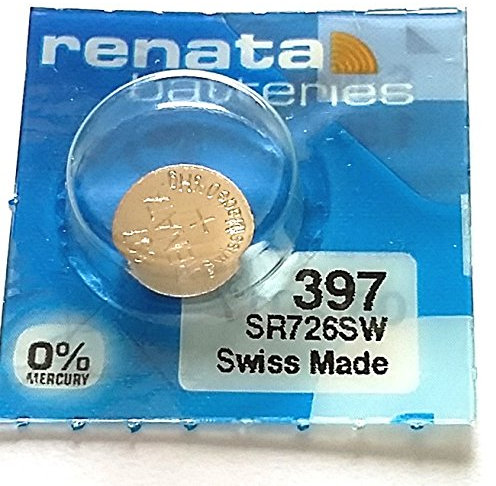 renata
batteries
397
SR726SW
Swiss Made
0%
MERCURY